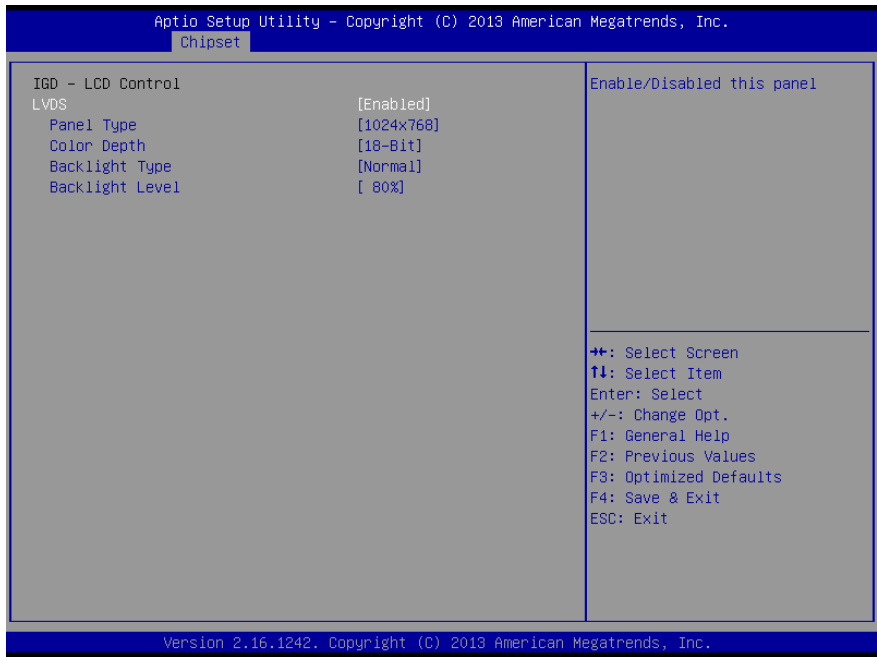 Aptio Setup Utility – Copyright (C) 2013 American Megatrends, Inc.
Chipset
IGD – LCD Control
LVDS [Enabled]
Panel Type [1024x768]
Color Depth [18-Bit]
Backlight Type [Normal]
Backlight Level [ 80%]
Enable/Disabled this panel
→←: Select Screen
↑↓: Select Item
Enter: Select
+/-: Change Opt.
F1: General Help
F2: Previous Values
F3: Optimized Defaults
F4: Save & Exit
ESC: Exit
Version 2.16.1242. Copyright (C) 2013 American Megatrends, Inc.